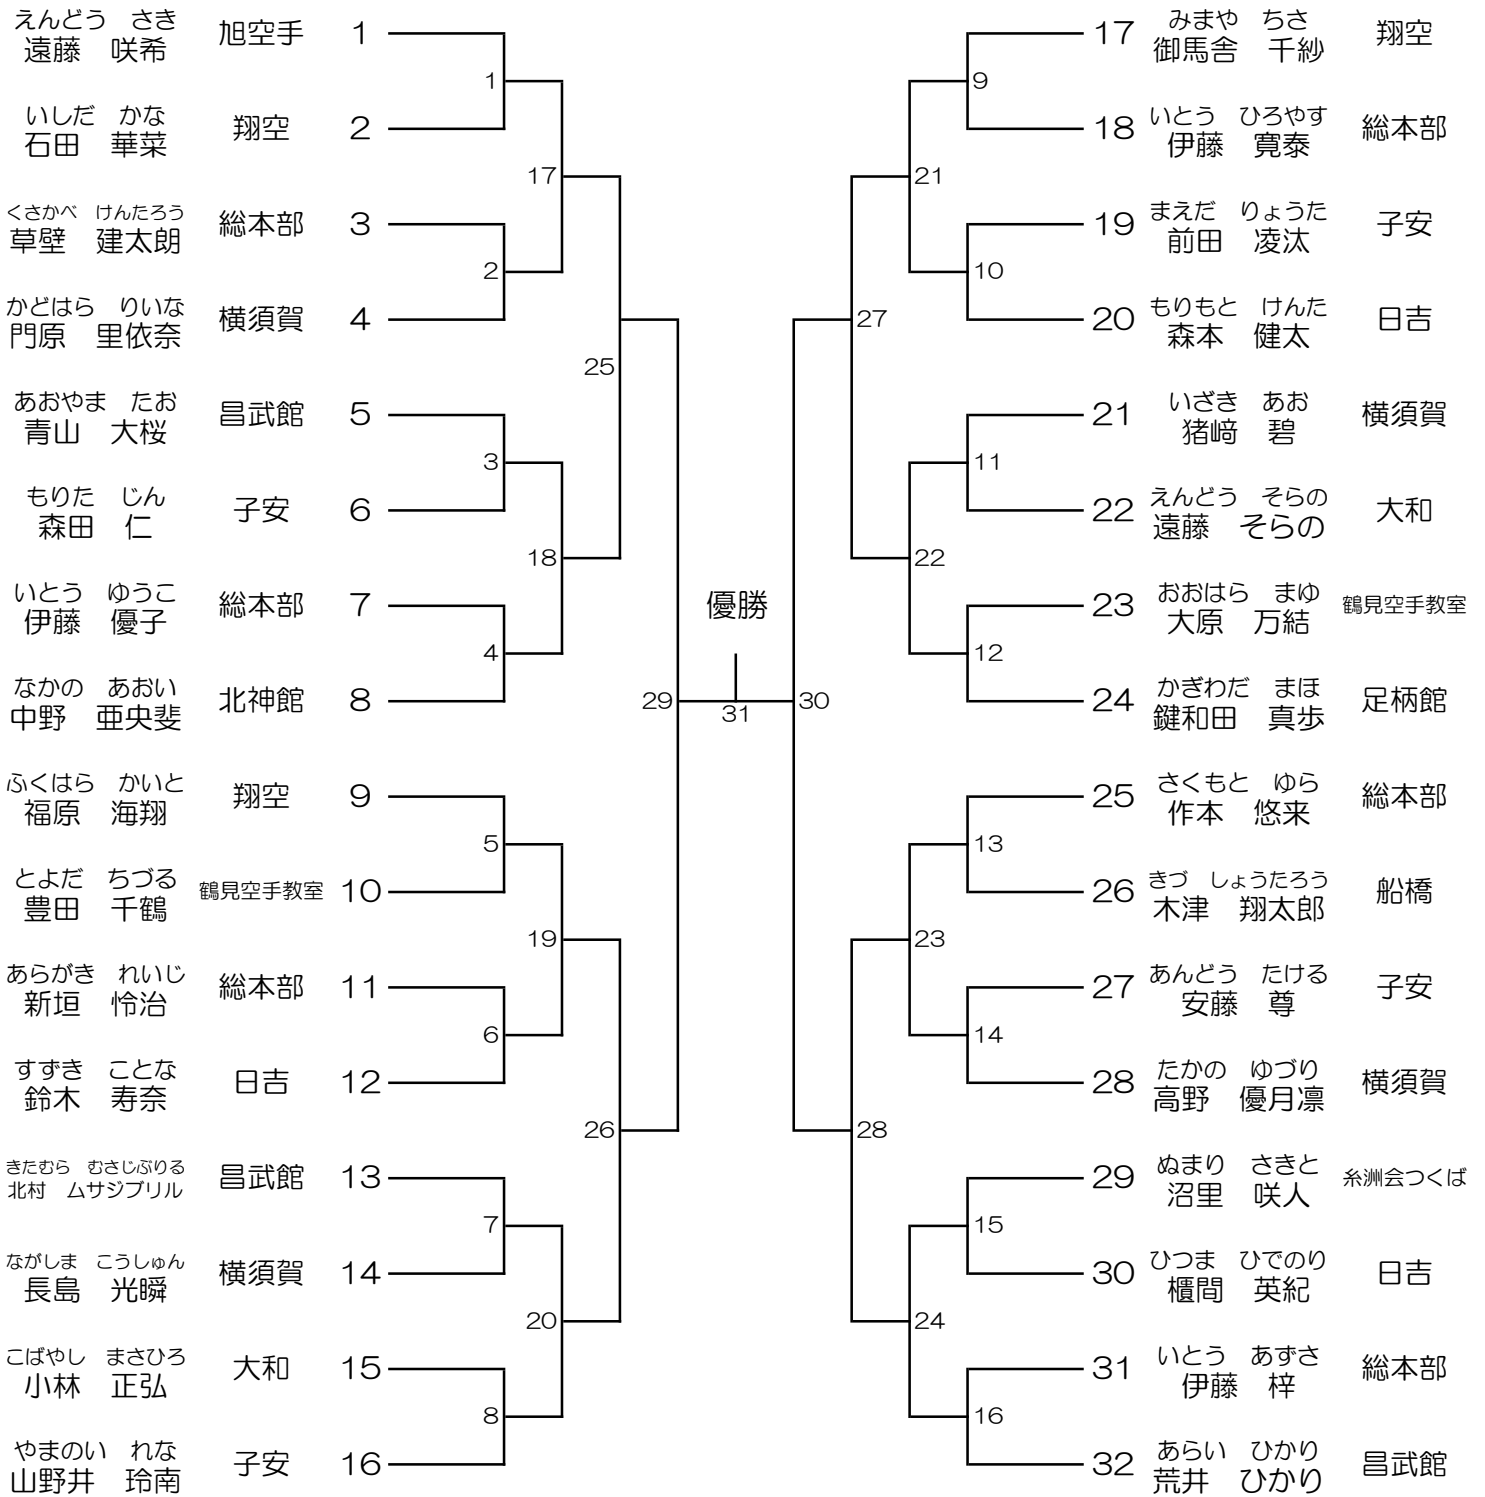 えんどう　さき
遠藤　咲希　旭空手　1
いしだ　かな
石田　華菜　翔空　2
くさかべ　けんたろう
草壁　建太朗　総本部　3
かどはら　りいな
門原　里依奈　横須賀　4
あおやま　たお
青山　大桜　昌武館　5
もりた　じん
森田　仁　子安　6
いとう　ゆうこ
伊藤　優子　総本部　7
なかの　あおい
中野　亜央斐　北神館　8
ふくはら　かいと
福原　海翔　翔空　9
とよだ　ちづる
豊田　千鶴　鶴見空手教室　10
あらがき　れいじ
新垣　怜治　総本部　11
すずき　ことな
鈴木　寿奈　日吉　12
きたむら　むさじぶりる
北村　ムサジブリル　昌武館　13
ながしま　こうしゅん
長島　光瞬　横須賀　14
こばやし　まさひろ
小林　正弘　大和　15
やまのい　れな
山野井　玲南　子安　16
1
2
3
4
5
6
7
8
17
18
19
20
25
26
29
優勝
31
30
27
28
21
22
23
24
9
10
11
12
13
14
15
16
みまや　ちさ
17　御馬舎　千紗　翔空
いとう　ひろやす
18　伊藤　寛泰　総本部
まえだ　りょうた
19　前田　凌汰　子安
もりもと　けんた
20　森本　健太　日吉
いざき　あお
21　猪﨑　碧　横須賀
えんどう　そらの
22　遠藤　そらの　大和
おおはら　まゆ
23　大原　万結　鶴見空手教室
かぎわだ　まほ
24　鍵和田　真歩　足柄館
さくもと　ゆら
25　作本　悠来　総本部
きづ　しょうたろう
26　木津　翔太郎　船橋
あんどう　たける
27　安藤　尊　子安
たかの　ゆづり
28　高野　優月凛　横須賀
ぬまり　さきと
29　沼里　咲人　糸洲会つくば
ひつま　ひでのり
30　櫃間　英紀　日吉
いとう　あずさ
31　伊藤　梓　総本部
あらい　ひかり
32　荒井　ひかり　昌武館